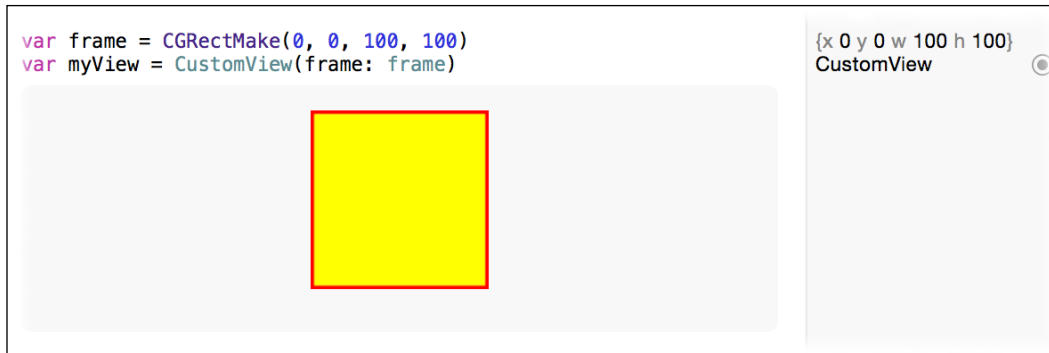 var frame = CGRectMake(0, 0, 100, 100)
{x 0 y 0 w 100 h 100}
var myView = CustomView(frame: frame)
CustomView